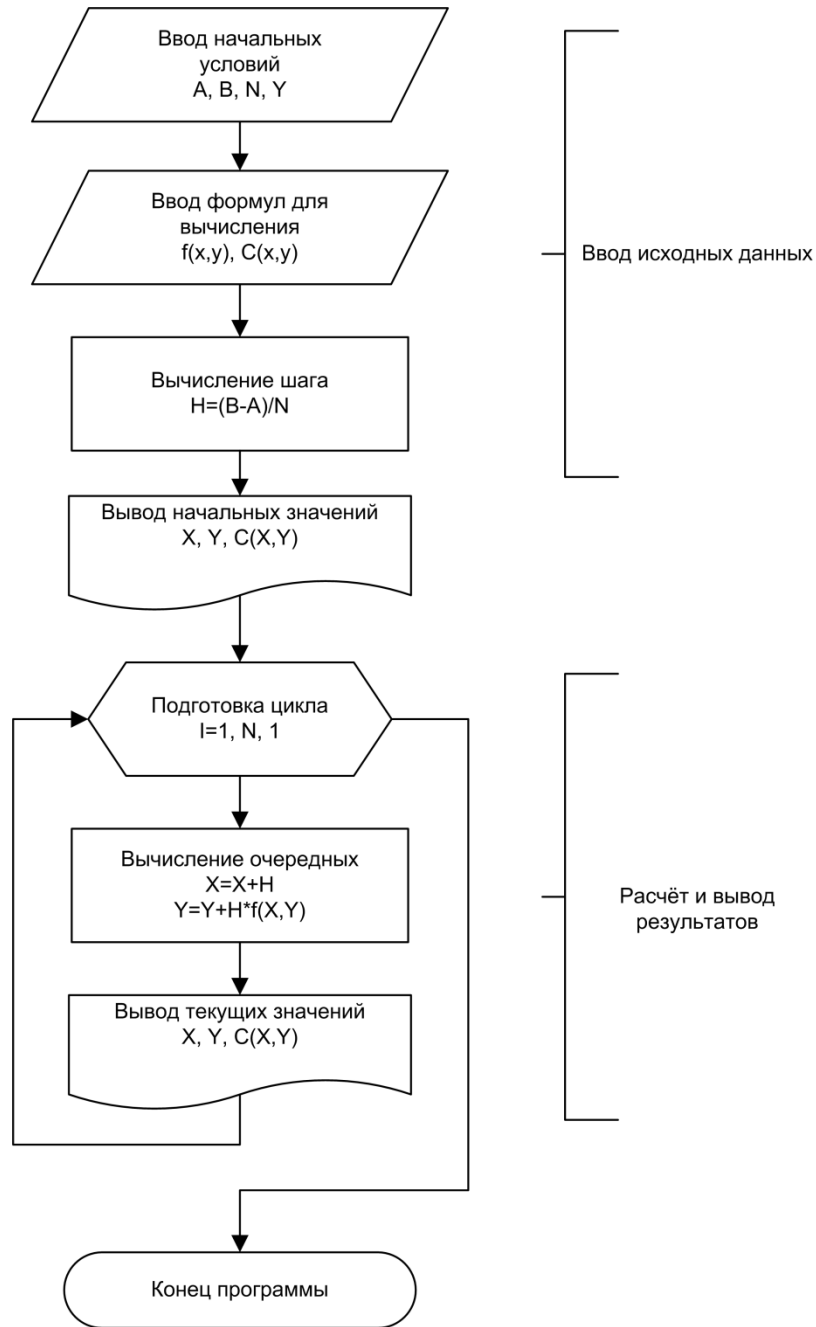 Ввод начальных
условий
A, B, N, Y
Ввод формул для
вычисления
f(x,y), C(x,y)
Ввод исходных данных
Вычисление шага
H=(B-A)/N
Вывод начальных значений
X, Y, C(X,Y)
Подготовка цикла
I=1, N, 1
Вычисление очередных
X=X+H
Y=Y+H*f(X,Y)
Расчёт и вывод
результатов
Вывод текущих значений
X, Y, C(X,Y)
Конец программы